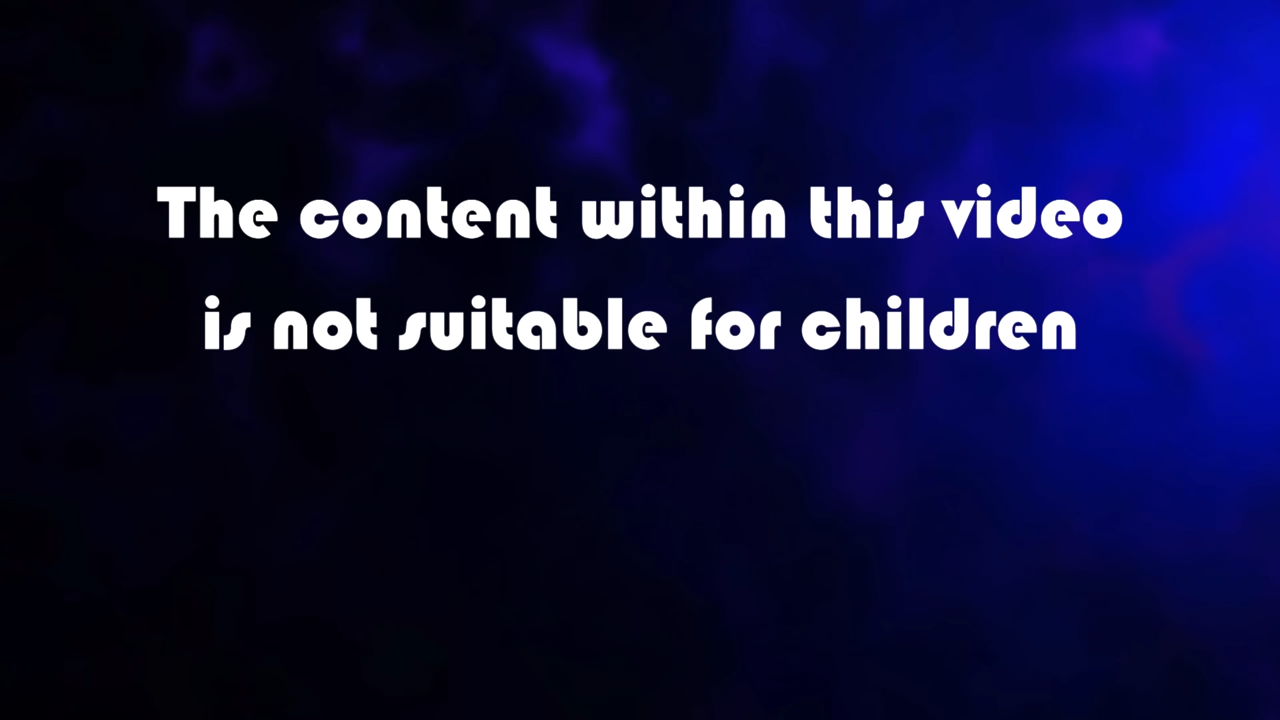 The content within this video
is not suitable for children